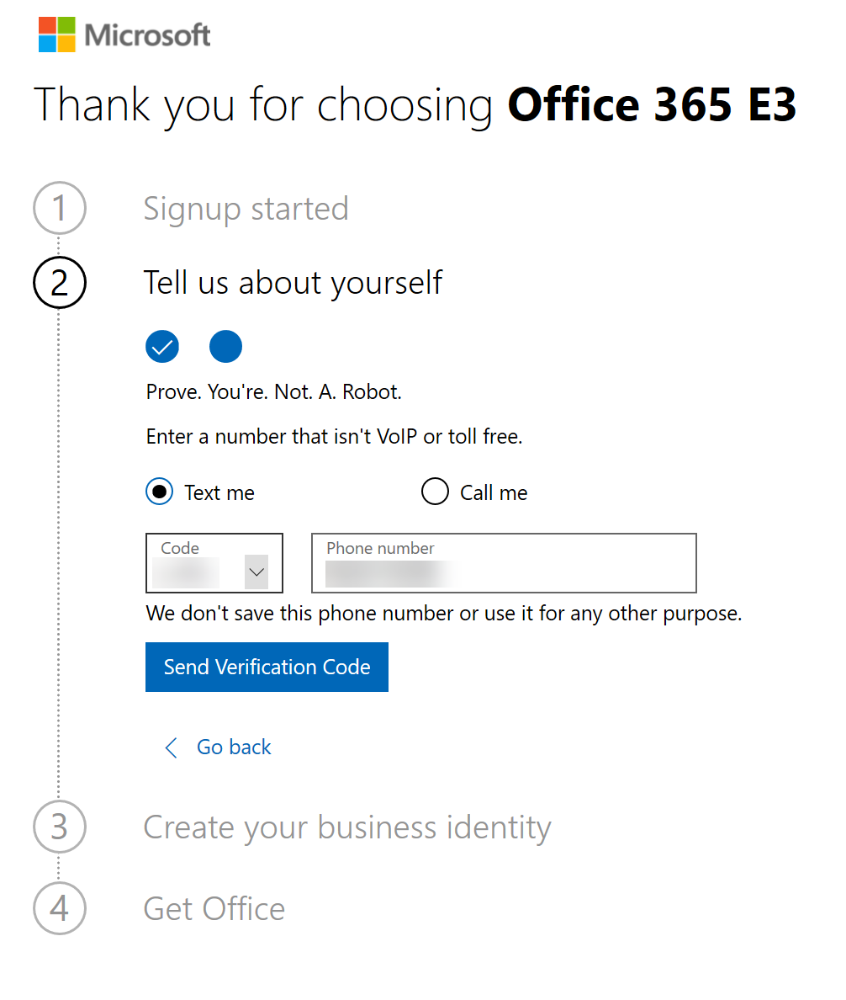 Microsoft
Thank you for choosing Office 365 E3
1 Signup started
2 Tell us about yourself
Prove. You're. Not. A. Robot.
Enter a number that isn't VoIP or toll free.
Text me Call me
Code Phone number
We don't save this phone number or use it for any other purpose.
Send Verification Code
Go back
3 Create your business identity
4 Get Office